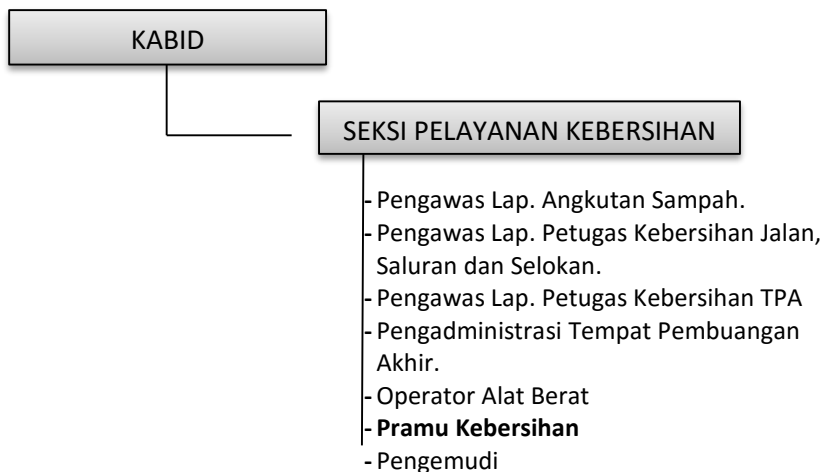 KABID
SEKSI PELAYANAN KEBERSIHAN
- Pengawas Lap. Angkutan Sampah.
- Pengawas Lap. Petugas Kebersihan Jalan,
Saluran dan Selokan.
- Pengawas Lap. Petugas Kebersihan TPA
- Pengadministrasi Tempat Pembuangan
Akhir.
- Operator Alat Berat
- Pramu Kebersihan
- Pengemudi